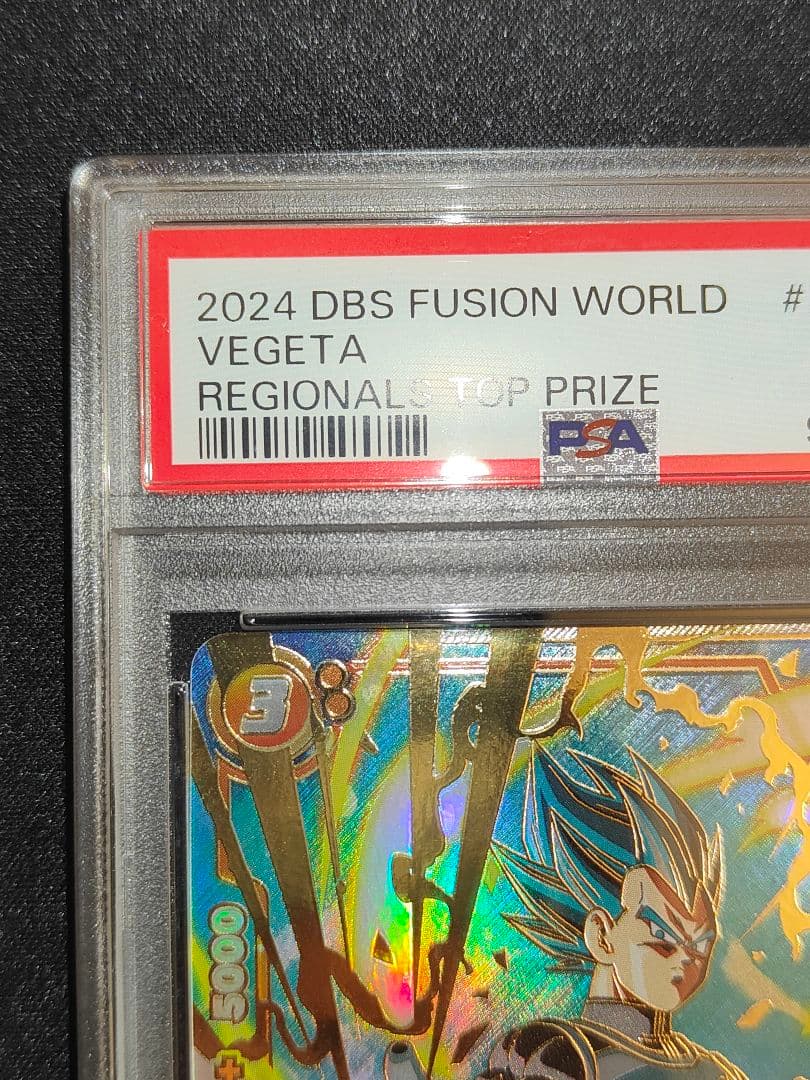 2024 DBS FUSION WORLD #
VEGETA
REGIONALS TOP PRIZE
PSA
3
+ 5000